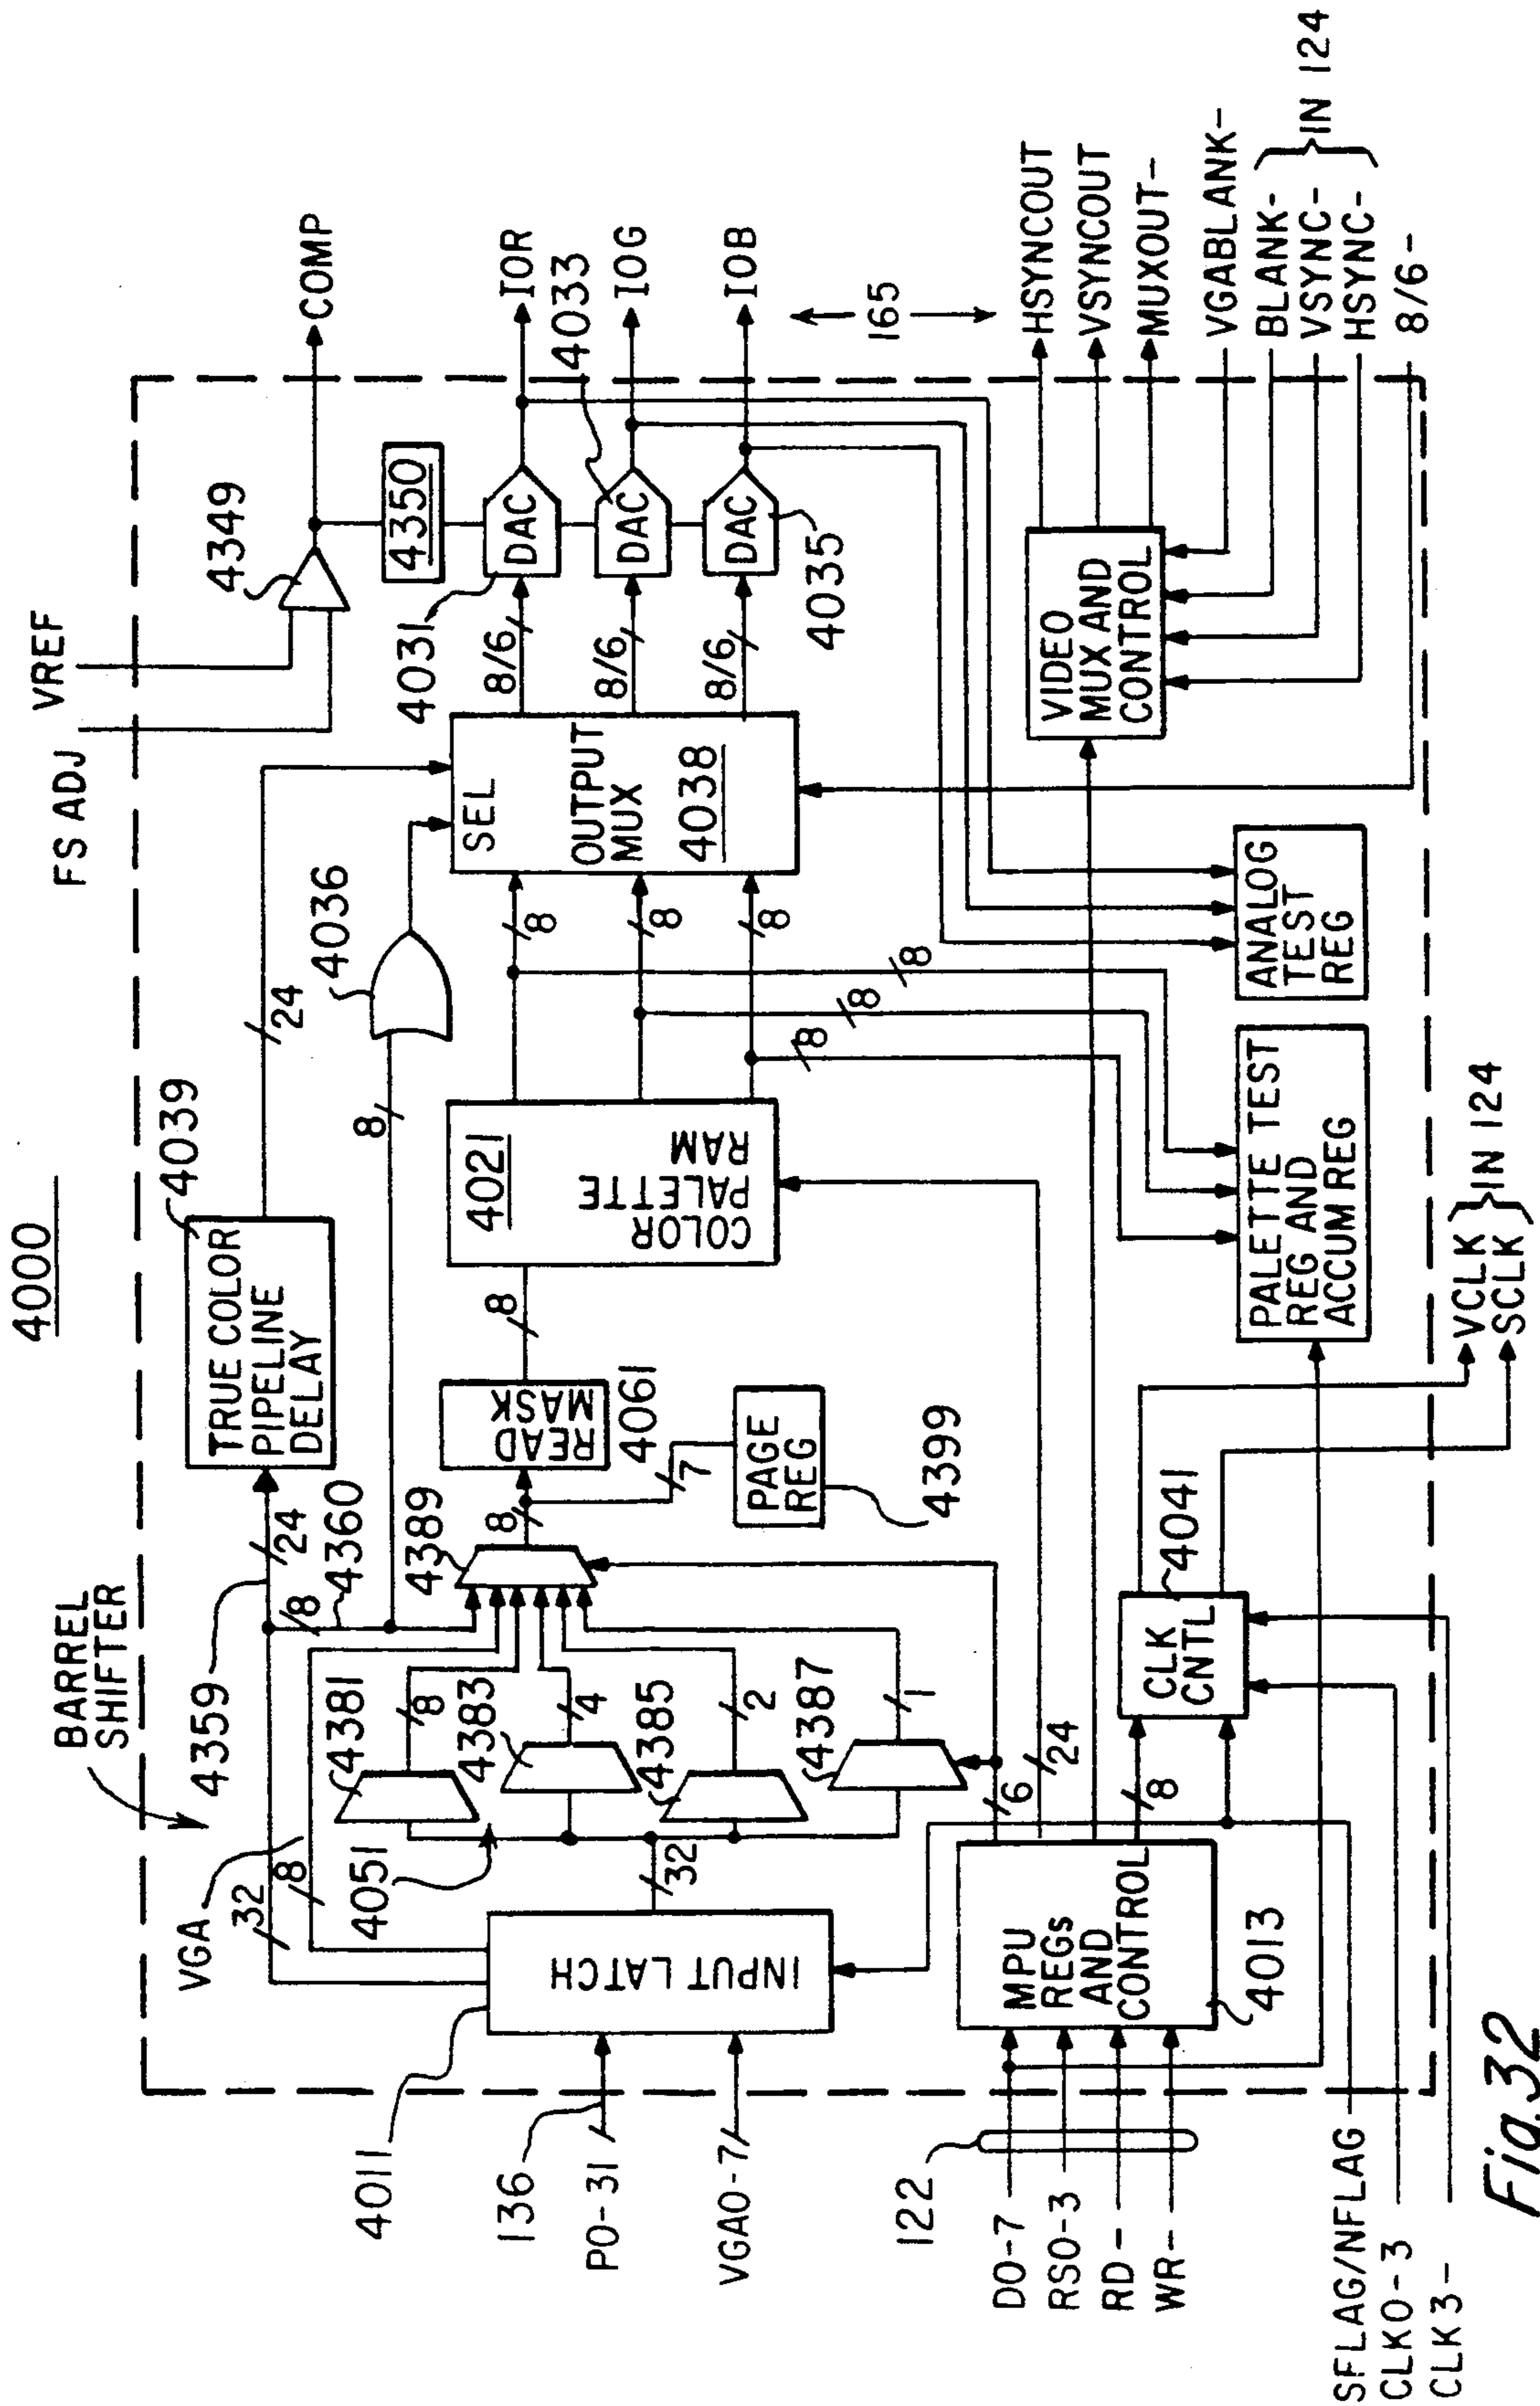 4000
FS ADJ
VREF
BARREL
SHIFTER
4359
24
4360
TRUE COLOR
PIPELINE
DELAY
4039
24
4349
COMP
4350
VGA
32
8
8
8
4036
4381
8
4383
4
4385
2
4387
1
4051
4389
8
7
READ
MASK
4061
8
PAGE
REG
4399
4021
COLOR
PALETTE
RAM
8
8
8
8
8
8
SEL
OUTPUT
MUX
4038
8/6
8/6
8/6
4031
DAC
DAC
DAC
4033
4035
IOR
IOG
IOB
165
4011
136
P0-31
VGA0-7
INPUT LATCH
32
122
D0-7
RS0-3
RD-
WR-
MPU
REGs
AND
CONTROL
4013
6
24
8
CLK
CNTL
4041
VIDEO
MUX AND
CONTROL
HSYNCOUT
VSYNCOUT
MUXOUT-
VGABLANK-
BLANK-
VSYNC-
HSYNC-
IN 124
8/6-
PALETTE TEST
REG AND
ACCUM REG
ANALOG
TEST
REG
VCLK
SCLK
IN 124
SFLAG/NFLAG
CLK0-3
CLK3-
Fig.32